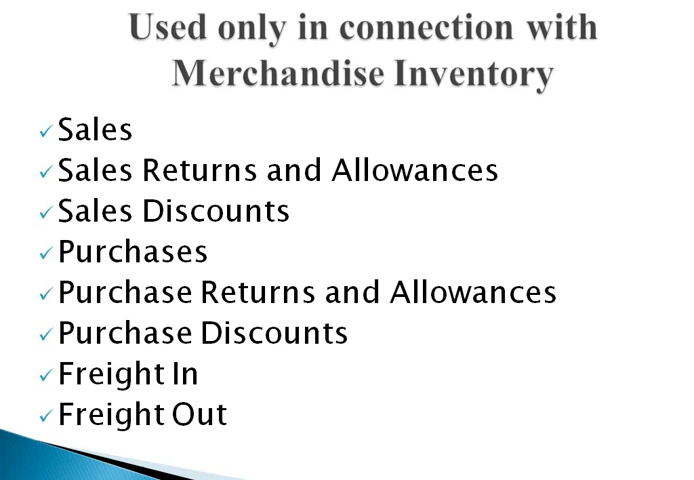 Used only in connection with
Merchandise Inventory
Sales
Sales Returns and Allowances
Sales Discounts
Purchases
Purchase Returns and Allowances
Purchase Discounts
Freight In
Freight Out